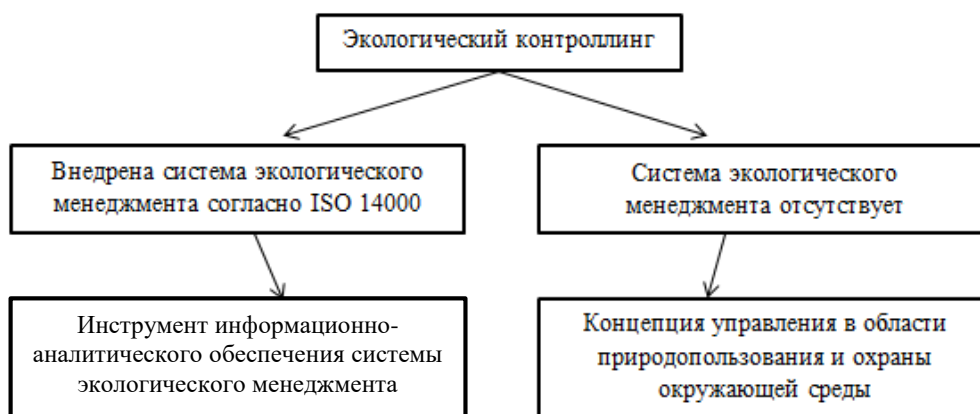 Экологический контроллинг
Внедрена система экологического
менеджмента согласно ISO 14000
Система экологического
менеджмента отсутствует
Инструмент информационно-
аналитического обеспечения системы
экологического менеджмента
Концепция управления в области
природопользования и охраны
окружающей среды